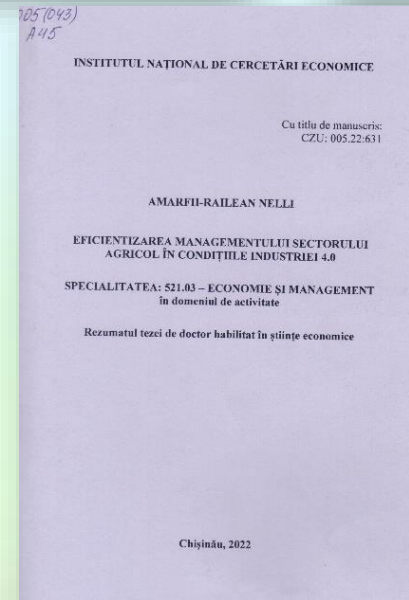 005(043)
A45
INSTITUTUL NAȚIONAL DE CERCETĂRI ECONOMICE
Cu titlu de manuscris:
CZU: 005.22:631
AMARFII-RAILEAN NELLI
EFICIENTIZAREA MANAGEMENTULUI SECTORULUI
AGRICOL ÎN CONDIȚIILE INDUSTRIEI 4.0
SPECIALITATEA: 521.03 – ECONOMIE ȘI MANAGEMENT
în domeniul de activitate
Rezumatul tezei de doctor habilitat în științe economice
Chișinău, 2022